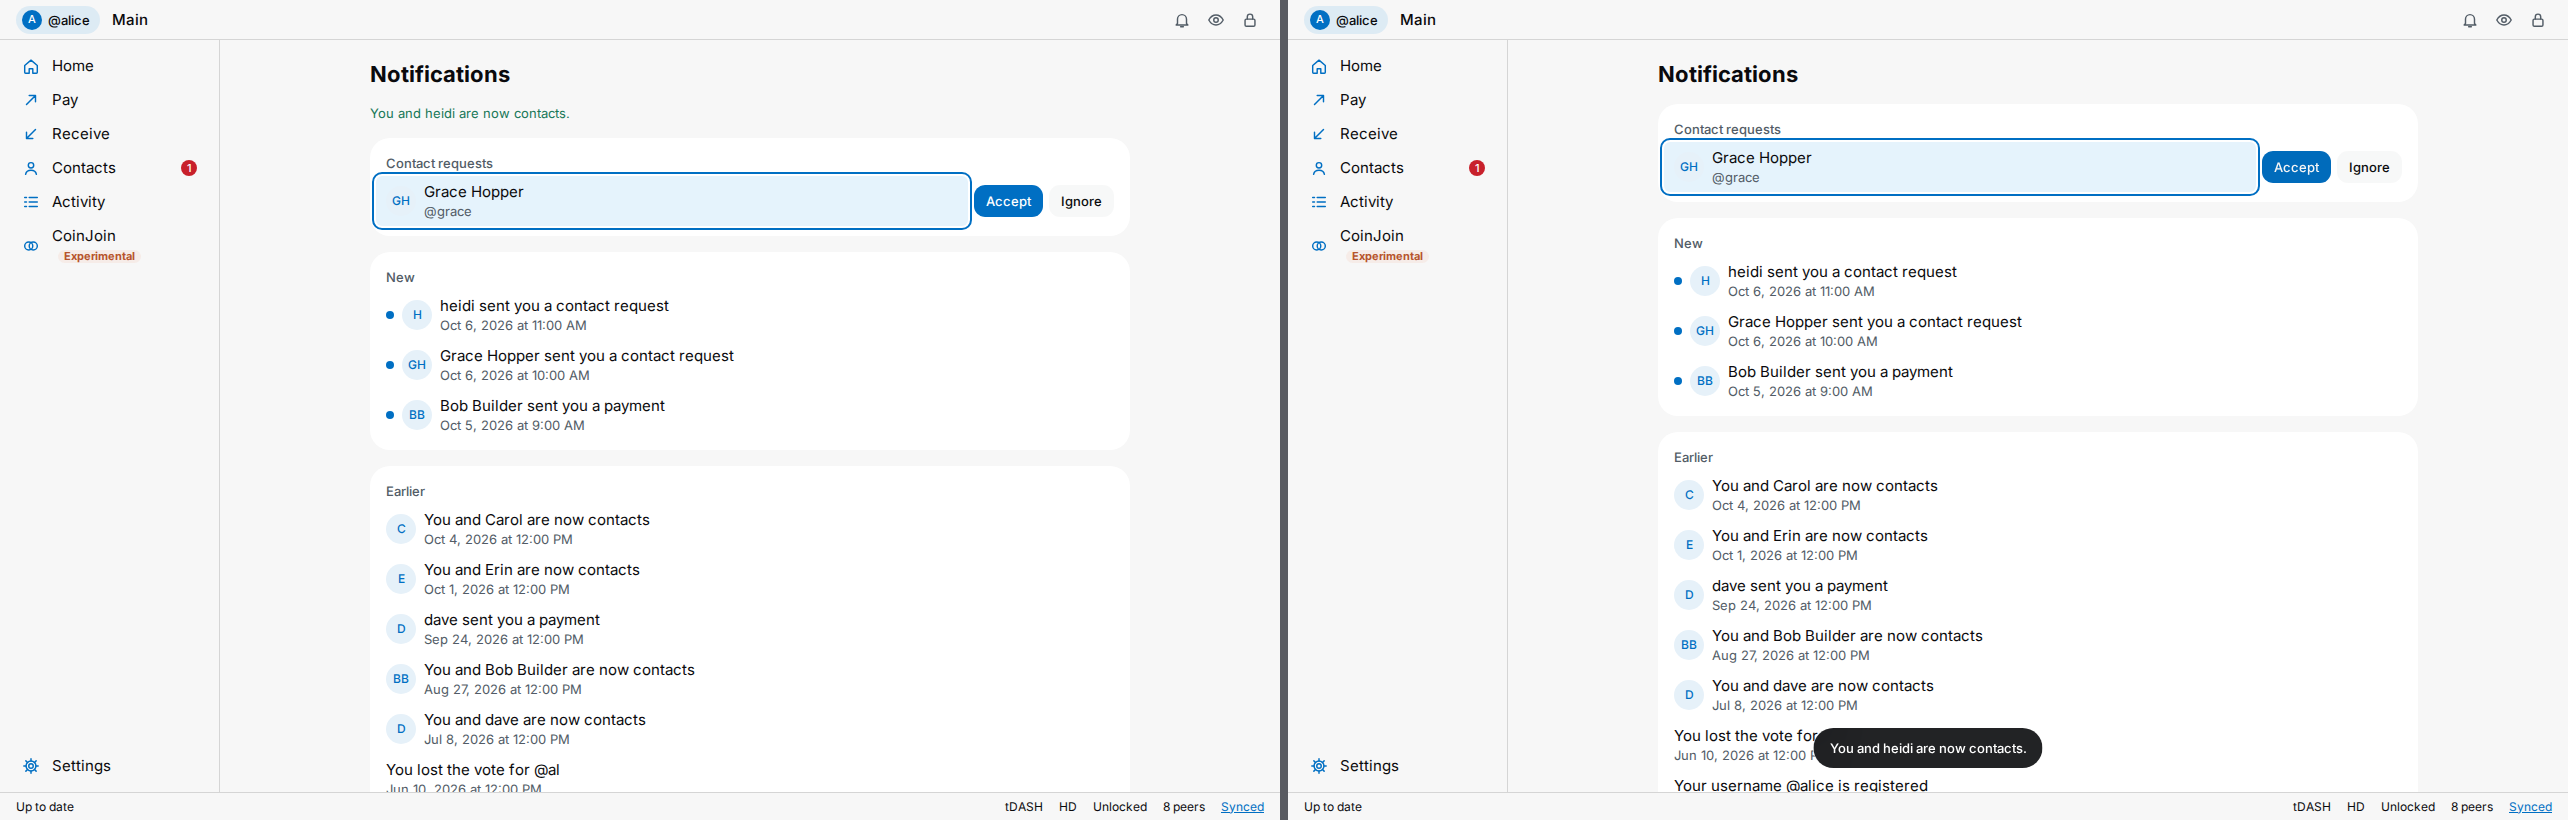 A @alice Main
Home
Pay
Receive
Contacts 1
Activity
CoinJoin
Experimental
Settings
Notifications
You and heidi are now contacts.
Contact requests
GH Grace Hopper
@grace
Accept Ignore
New
H heidi sent you a contact request
Oct 6, 2026 at 11:00 AM
GH Grace Hopper sent you a contact request
Oct 6, 2026 at 10:00 AM
BB Bob Builder sent you a payment
Oct 5, 2026 at 9:00 AM
Earlier
C You and Carol are now contacts
Oct 4, 2026 at 12:00 PM
E You and Erin are now contacts
Oct 1, 2026 at 12:00 PM
D dave sent you a payment
Sep 24, 2026 at 12:00 PM
BB You and Bob Builder are now contacts
Aug 27, 2026 at 12:00 PM
D You and dave are now contacts
Jul 8, 2026 at 12:00 PM
You lost the vote for @al
Jun 10, 2026 at 12:00 PM
Up to date tDASH HD Unlocked 8 peers Synced
A @alice Main
Home
Pay
Receive
Contacts 1
Activity
CoinJoin
Experimental
Settings
Notifications
Contact requests
GH Grace Hopper
@grace
Accept Ignore
New
H heidi sent you a contact request
Oct 6, 2026 at 11:00 AM
GH Grace Hopper sent you a contact request
Oct 6, 2026 at 10:00 AM
BB Bob Builder sent you a payment
Oct 5, 2026 at 9:00 AM
Earlier
C You and Carol are now contacts
Oct 4, 2026 at 12:00 PM
E You and Erin are now contacts
Oct 1, 2026 at 12:00 PM
D dave sent you a payment
Sep 24, 2026 at 12:00 PM
BB You and Bob Builder are now contacts
Aug 27, 2026 at 12:00 PM
D You and dave are now contacts
Jul 8, 2026 at 12:00 PM
You lost the vote for
Jun 10, 2026 at 12:00
You and heidi are now contacts.
Your username @alice is registered
Up to date tDASH HD Unlocked 8 peers Synced